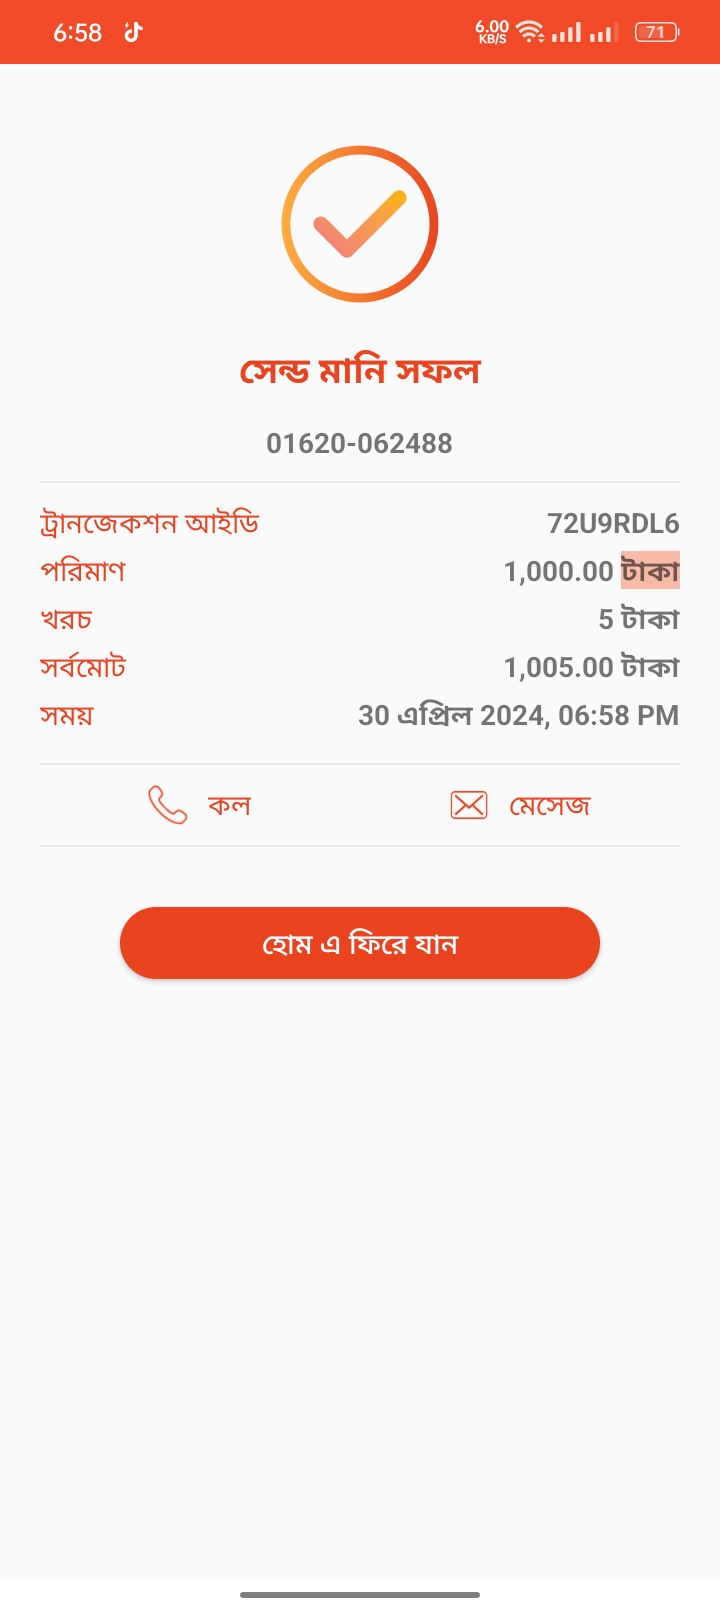 6:58 6.00 KB/S 71
সেন্ড মানি সফল
01620-062488
ট্রানজেকশন আইডি 72U9RDL6
পরিমাণ 1,000.00 টাকা
খরচ 5 টাকা
সর্বমোট 1,005.00 টাকা
সময় 30 এপ্রিল 2024, 06:58 PM
কল মেসেজ
হোম এ ফিরে যান